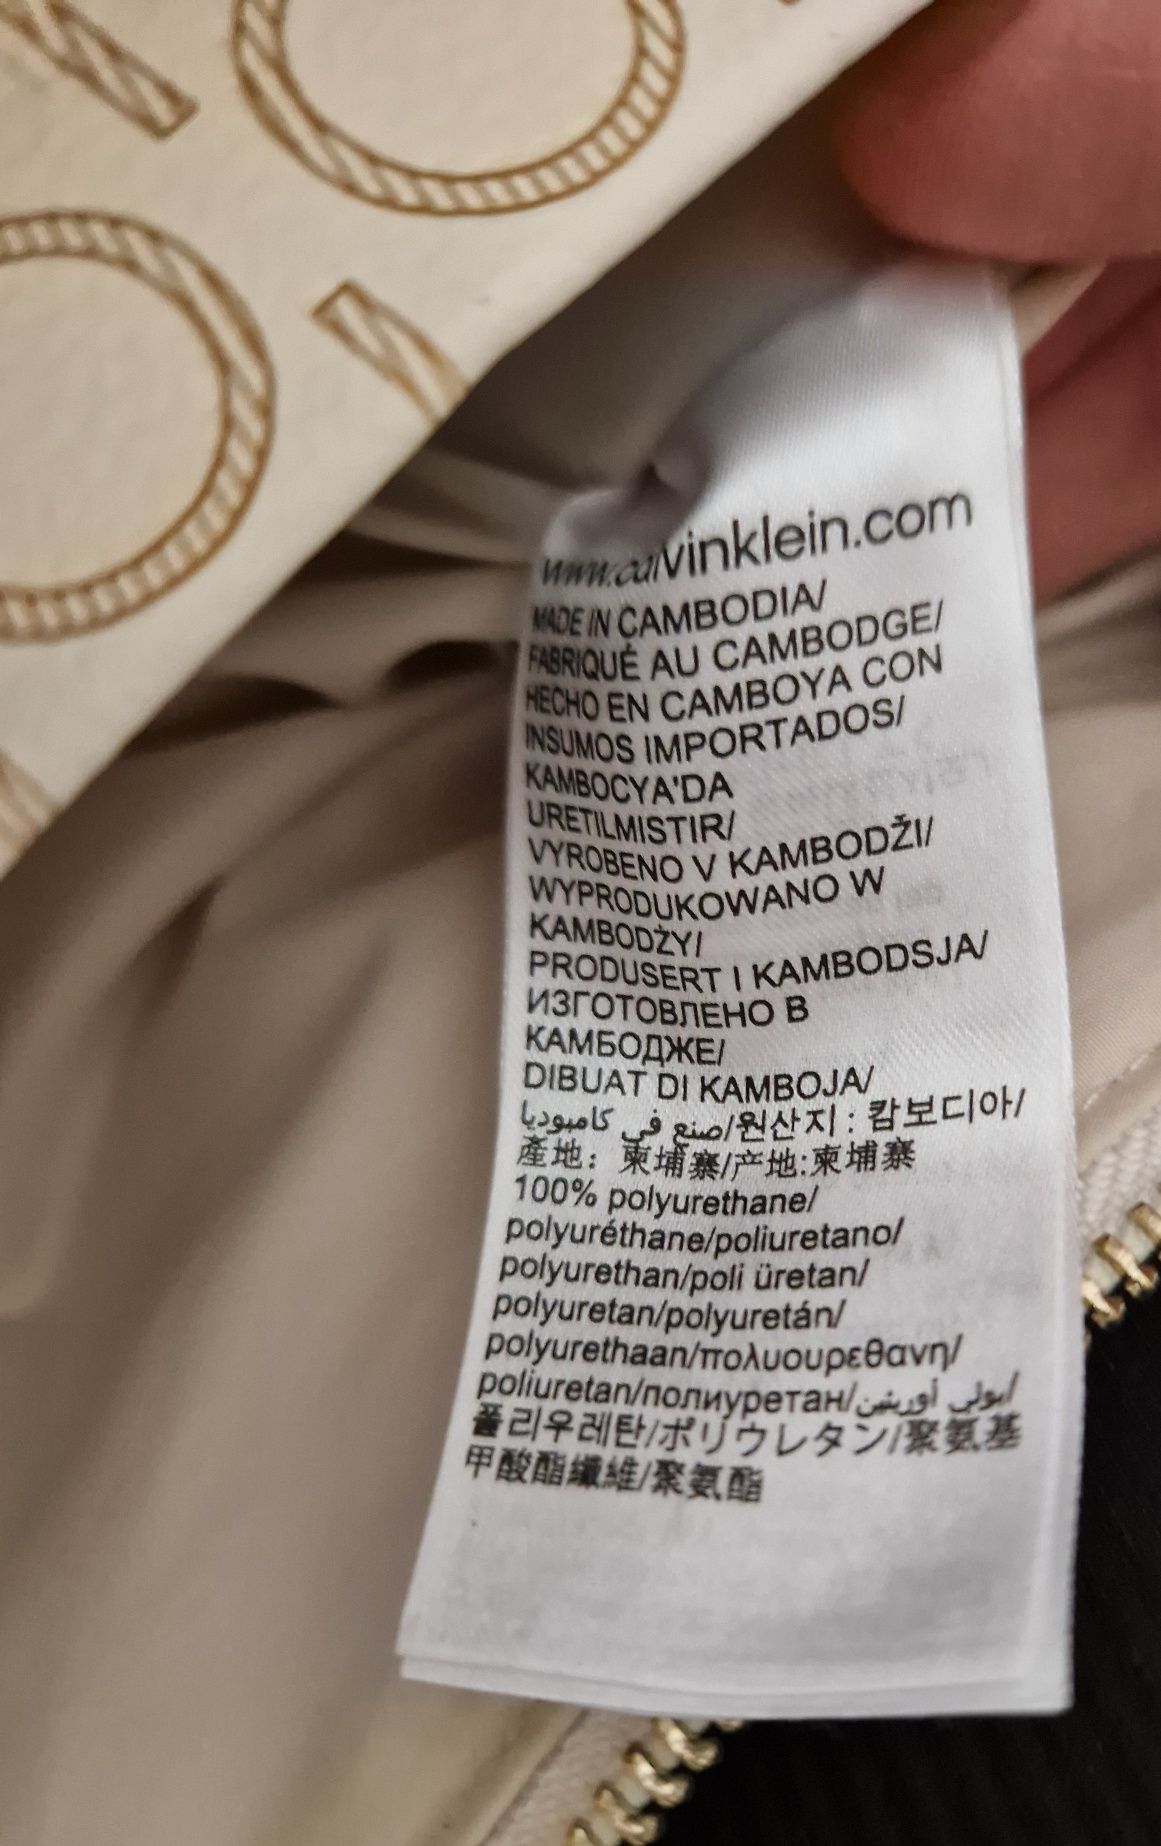 www.calvinklein.com
MADE IN CAMBODIA/
FABRIQUÉ AU CAMBODGE/
HECHO EN CAMBOYA CON
INSUMOS IMPORTADOS/
KAMBOCYA'DA
URETILMISTIR/
VYROBENO V KAMBODŽI/
WYPRODUKOWANO W
KAMBODŻY/
PRODUSERT I KAMBODSJA/
ИЗГОТОВЛЕНО В
КАМБОДЖЕ/
DIBUAT DI KAMBOJA/
صنع في كامبوديا/원산지 : 캄보디아/
產地：柬埔寨/产地:柬埔寨
100% polyurethane/
polyuréthane/poliuretano/
polyurethan/poli üretan/
polyuretan/polyuretán/
polyurethaan/πολυουρεθανη/
poliuretan/полиуретан/بولي أوريثين/
폴리우레탄/ポリウレタン/聚氨基
甲酸酯纖維/聚氨酯